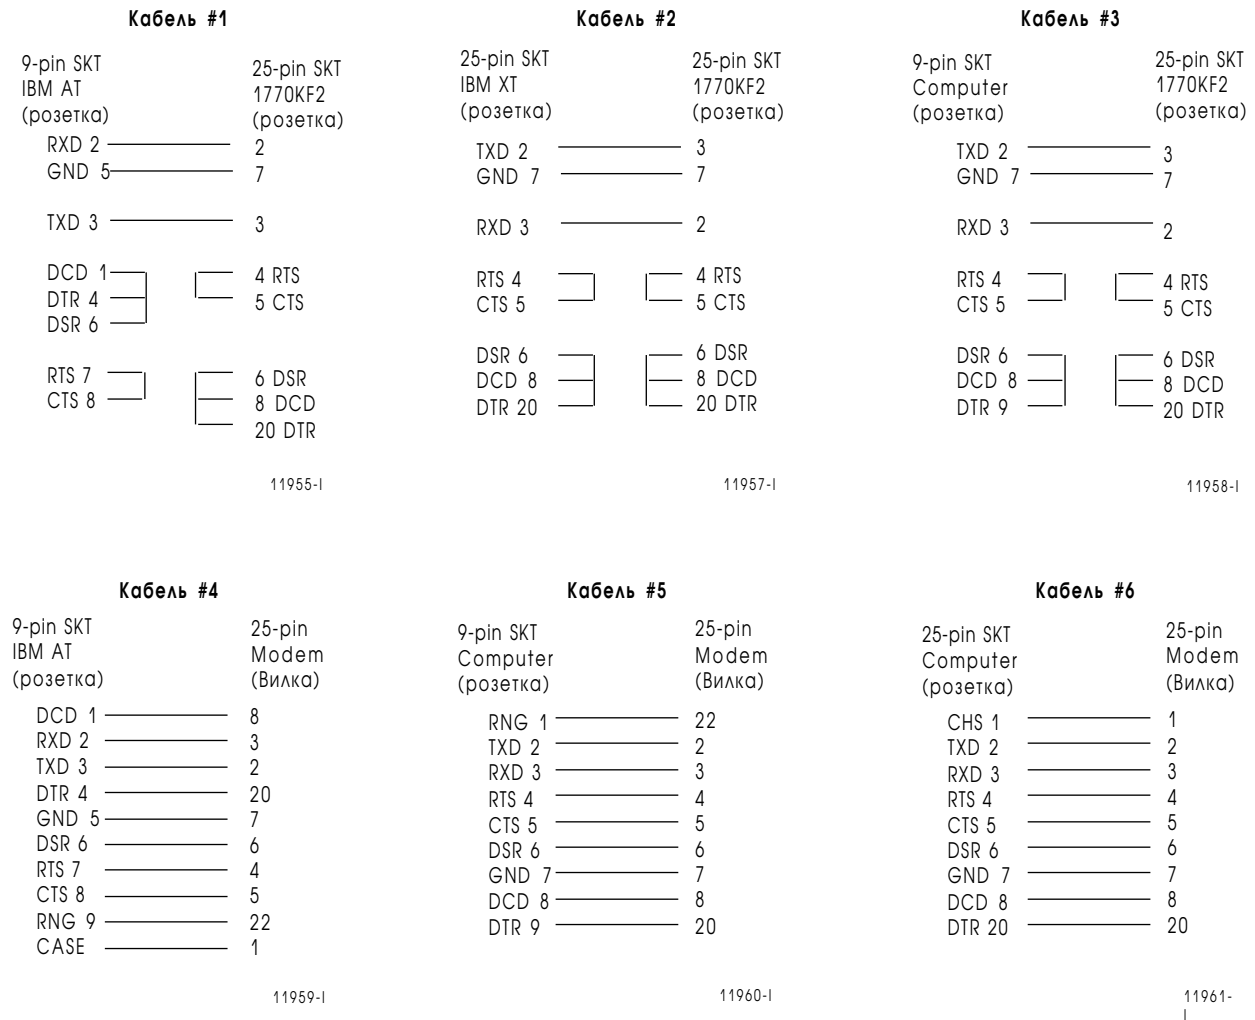 Кабель #1
9-pin SKT
IBM AT
(розетка)
25-pin SKT
1770KF2
(розетка)
RXD 2 2
GND 5 7
TXD 3 3
DCD 1 4 RTS
DTR 4 5 CTS
DSR 6
RTS 7 6 DSR
CTS 8 8 DCD
20 DTR
11955-I
Кабель #2
25-pin SKT
IBM XT
(розетка)
25-pin SKT
1770KF2
(розетка)
TXD 2 3
GND 7 7
RXD 3 2
RTS 4 4 RTS
CTS 5 5 CTS
DSR 6 6 DSR
DCD 8 8 DCD
DTR 20 20 DTR
11957-I
Кабель #3
9-pin SKT
Computer
(розетка)
25-pin SKT
1770KF2
(розетка)
TXD 2 3
GND 7 7
RXD 3 2
RTS 4 4 RTS
CTS 5 5 CTS
DSR 6 6 DSR
DCD 8 8 DCD
DTR 9 20 DTR
11958-I
Кабель #4
9-pin SKT
IBM AT
(розетка)
25-pin
Modem
(Вилка)
DCD 1 8
RXD 2 3
TXD 3 2
DTR 4 20
GND 5 7
DSR 6 6
RTS 7 4
CTS 8 5
RNG 9 22
CASE 1
11959-I
Кабель #5
9-pin SKT
Computer
(розетка)
25-pin
Modem
(Вилка)
RNG 1 22
TXD 2 2
RXD 3 3
RTS 4 4
CTS 5 5
DSR 6 6
GND 7 7
DCD 8 8
DTR 9 20
11960-I
Кабель #6
25-pin SKT
Computer
(розетка)
25-pin
Modem
(Вилка)
CHS 1 1
TXD 2 2
RXD 3 3
RTS 4 4
CTS 5 5
DSR 6 6
GND 7 7
DCD 8 8
DTR 20 20
11961-
I